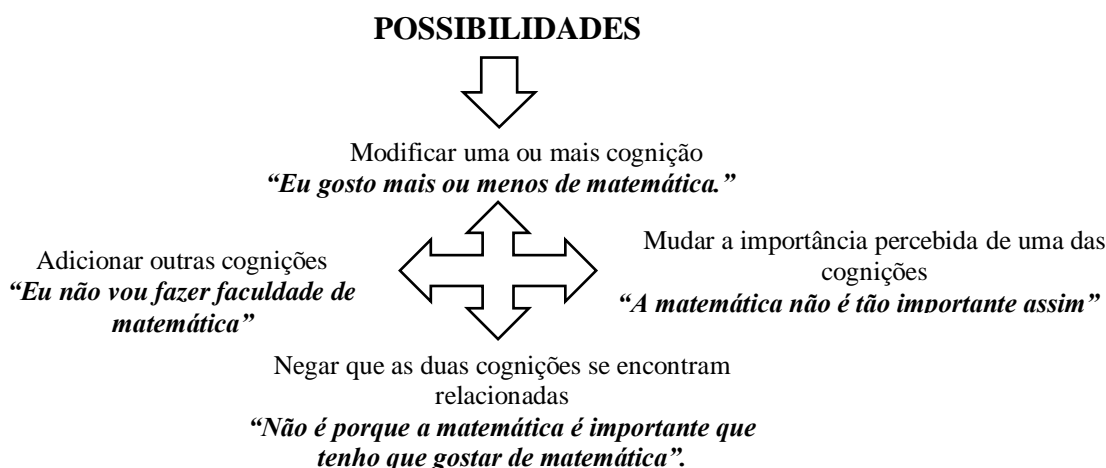 POSSIBILIDADES
Modificar uma ou mais cognição
“Eu gosto mais ou menos de matemática.”
Adicionar outras cognições
“Eu não vou fazer faculdade de
matemática”
Mudar a importância percebida de uma das
cognições
“A matemática não é tão importante assim”
Negar que as duas cognições se encontram
relacionadas
“Não é porque a matemática é importante que
tenho que gostar de matemática”.